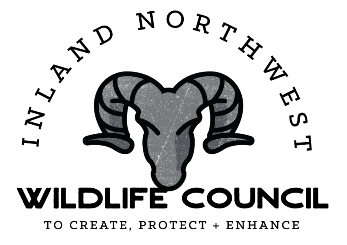 INLAND NORTHWEST
WILDLIFE COUNCIL
TO CREATE, PROTECT + ENHANCE